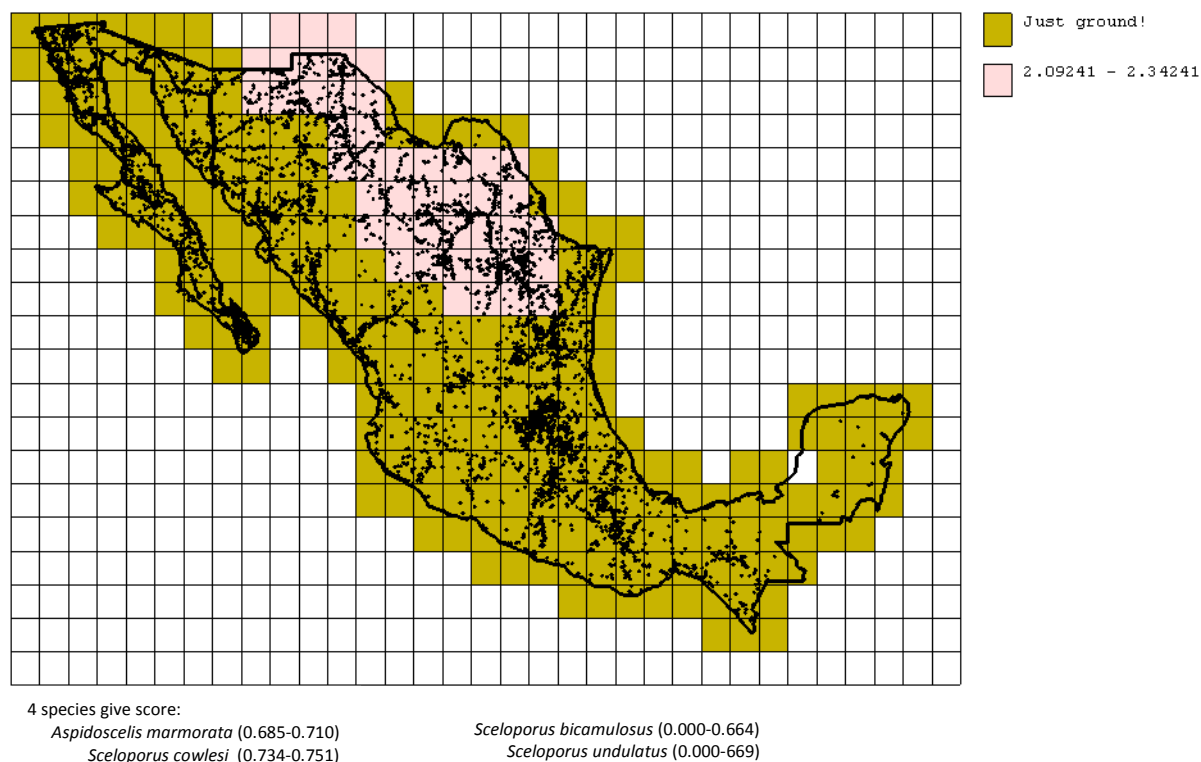 Just ground!
2.09241 - 2.34241
4 species give score:
Aspidoscelis marmorata (0.685-0.710)
Sceloporus cowlesi (0.734-0.751)
Sceloporus bicamulosus (0.000-0.664)
Sceloporus undulatus (0.000-669)